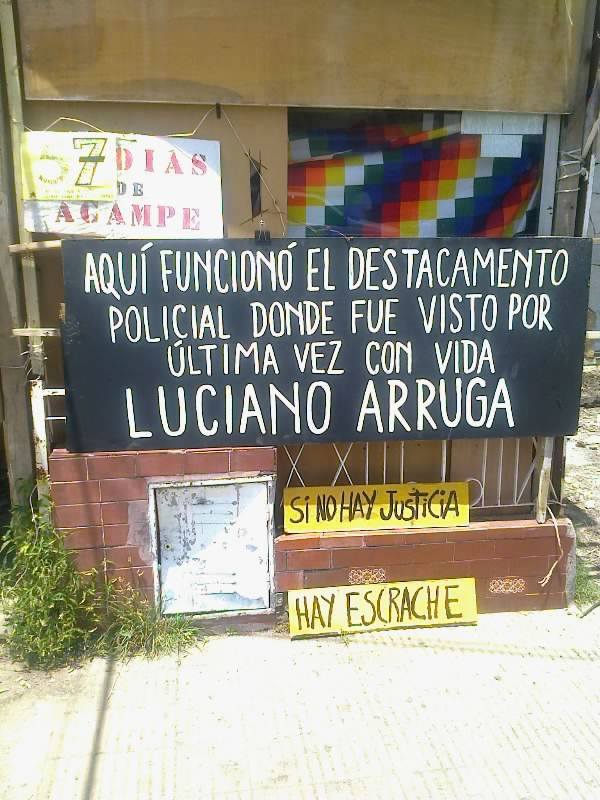 57 DIAS
DE
ACAMPE
AQUÍ FUNCIONÓ EL DESTACAMENTO
POLICIAL DONDE FUE VISTO POR
ÚLTIMA VEZ CON VIDA
LUCIANO ARRUGA
SI NO HAY JUSTICIA
HAY ESCRACHE